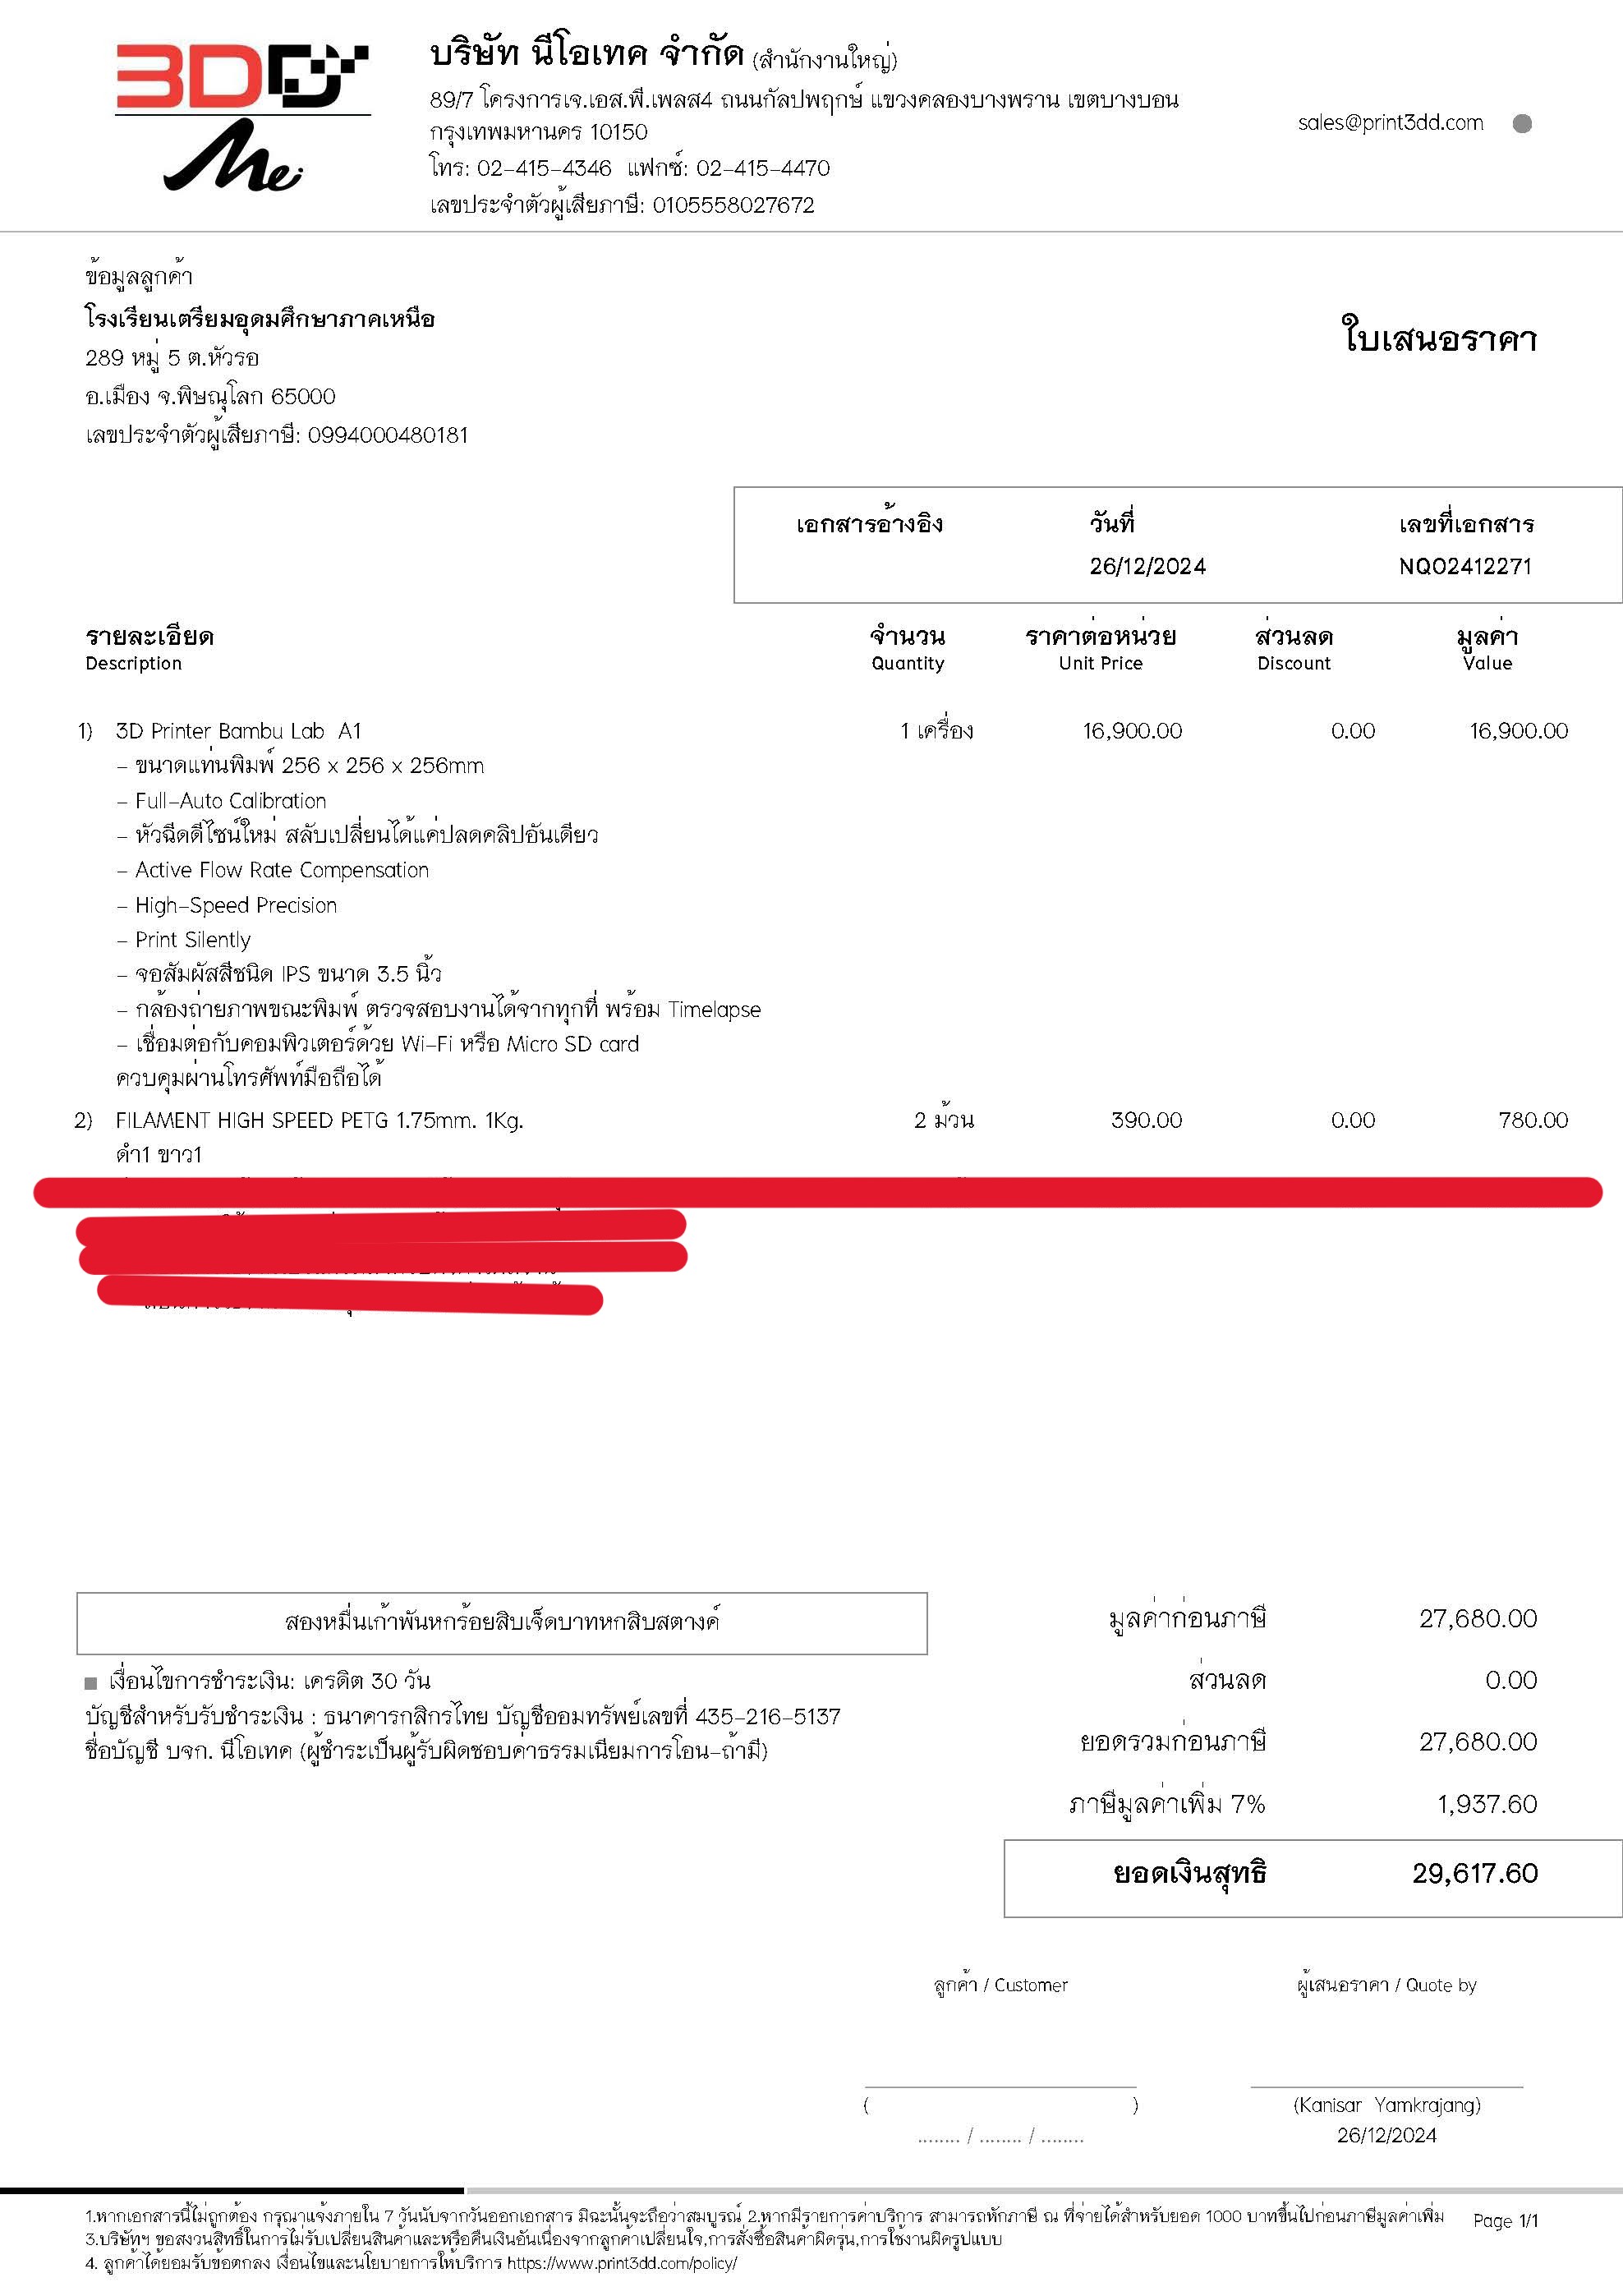 3DD
Me
บริษัท นีโอเทค จำกัด (สำนักงานใหญ่)
89/7 โครงการเจ.เอส.พี.เพลส4 ถนนกัลปพฤกษ์ แขวงคลองบางพราน เขตบางบอน
กรุงเทพมหานคร 10150
โทร: 02-415-4346 แฟกซ์: 02-415-4470
เลขประจำตัวผู้เสียภาษี: 0105558027672
sales@print3dd.com
ข้อมูลลูกค้า
โรงเรียนเตรียมอุดมศึกษาภาคเหนือ
289 หมู่ 5 ต.หัวรอ
อ.เมือง จ.พิษณุโลก 65000
เลขประจำตัวผู้เสียภาษี: 0994000480181
ใบเสนอราคา
เอกสารอ้างอิง วันที่ เลขที่เอกสาร
26/12/2024 NQ02412271
รายละเอียด จำนวน ราคาต่อหน่วย ส่วนลด มูลค่า
Description Quantity Unit Price Discount Value
1) 3D Printer Bambu Lab A1 1 เครื่อง 16,900.00 0.00 16,900.00
- ขนาดแท่นพิมพ์ 256 x 256 x 256mm
- Full-Auto Calibration
- หัวฉีดดีไซน์ใหม่ สลับเปลี่ยนได้แค่ปลดคลิปอันเดียว
- Active Flow Rate Compensation
- High-Speed Precision
- Print Silently
- จอสัมผัสสีชนิด IPS ขนาด 3.5 นิ้ว
- กล้องถ่ายภาพขณะพิมพ์ ตรวจสอบงานได้จากทุกที่ พร้อม Timelapse
- เชื่อมต่อกับคอมพิวเตอร์ด้วย Wi-Fi หรือ Micro SD card
ควบคุมผ่านโทรศัพท์มือถือได้
2) FILAMENT HIGH SPEED PETG 1.75mm. 1Kg. 2 ม้วน 390.00 0.00 780.00
ดำ1 ขาว1
สองหมื่นเก้าพันหกร้อยสิบเจ็ดบาทหกสิบสตางค์
มูลค่าก่อนภาษี 27,680.00
เงื่อนไขการชำระเงิน: เครดิต 30 วัน
ส่วนลด 0.00
บัญชีสำหรับรับชำระเงิน : ธนาคารกสิกรไทย บัญชีออมทรัพย์เลขที่ 435-216-5137
ชื่อบัญชี บจก. นีโอเทค (ผู้ชำระเป็นผู้รับผิดชอบค่าธรรมเนียมการโอน-ถ้ามี)
ยอดรวมก่อนภาษี 27,680.00
ภาษีมูลค่าเพิ่ม 7% 1,937.60
ยอดเงินสุทธิ 29,617.60
ลูกค้า / Customer ผู้เสนอราคา / Quote by
( ) (Kanisar Yamkrajang)
........ / ........ / ........ 26/12/2024
1.หากเอกสารนี้ไม่ถูกต้อง กรุณาแจ้งภายใน 7 วันนับจากวันออกเอกสาร มิฉะนั้นจะถือว่าสมบูรณ์ 2.หากมีรายการค่าบริการ สามารถหักภาษี ณ ที่จ่ายได้สำหรับยอด 1000 บาทขึ้นไปก่อนภาษีมูลค่าเพิ่ม Page 1/1
3.บริษัทฯ ขอสงวนสิทธิ์ในการไม่รับเปลี่ยนสินค้าและหรือคืนเงินอันเนื่องจากลูกค้าเปลี่ยนใจ,การสั่งซื้อสินค้าผิดรุ่น,การใช้งานผิดรูปแบบ
4. ลูกค้าได้ยอมรับข้อตกลง เงื่อนไขและนโยบายการให้บริการ https://www.print3dd.com/policy/